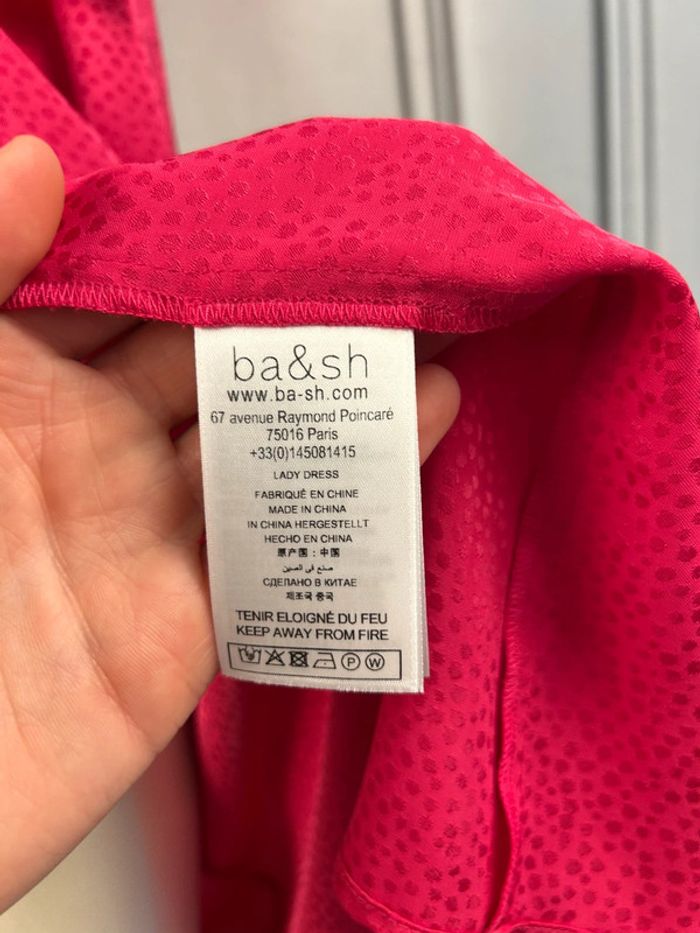 ba&sh
www.ba-sh.com
67 avenue Raymond Poincaré
75016 Paris
+33(0)145081415
LADY DRESS
FABRIQUÉ EN CHINE
MADE IN CHINA
IN CHINA HERGESTELLT
HECHO EN CHINA
原产国：中国
صنع في الصين
СДЕЛАНО В КИТАЕ
제조국 중국
TENIR ELOIGNÉ DU FEU
KEEP AWAY FROM FIRE
P W